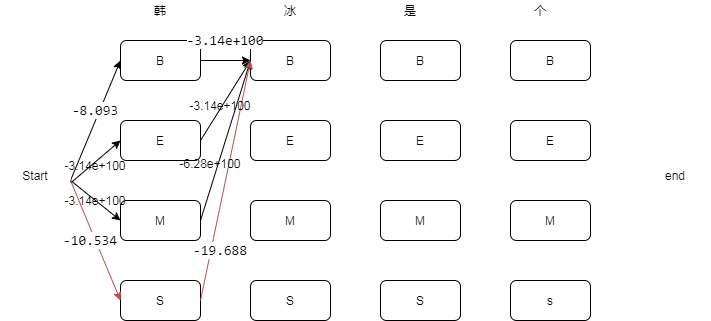 韩 冰 是 个
-3.14e+100
B B B B
-8.093
-3.14e+100
E E E E
-3.14e+100
-6.28e+100
Start
end
-3.14e+100
M M M M
-10.534
-19.688
S S S s